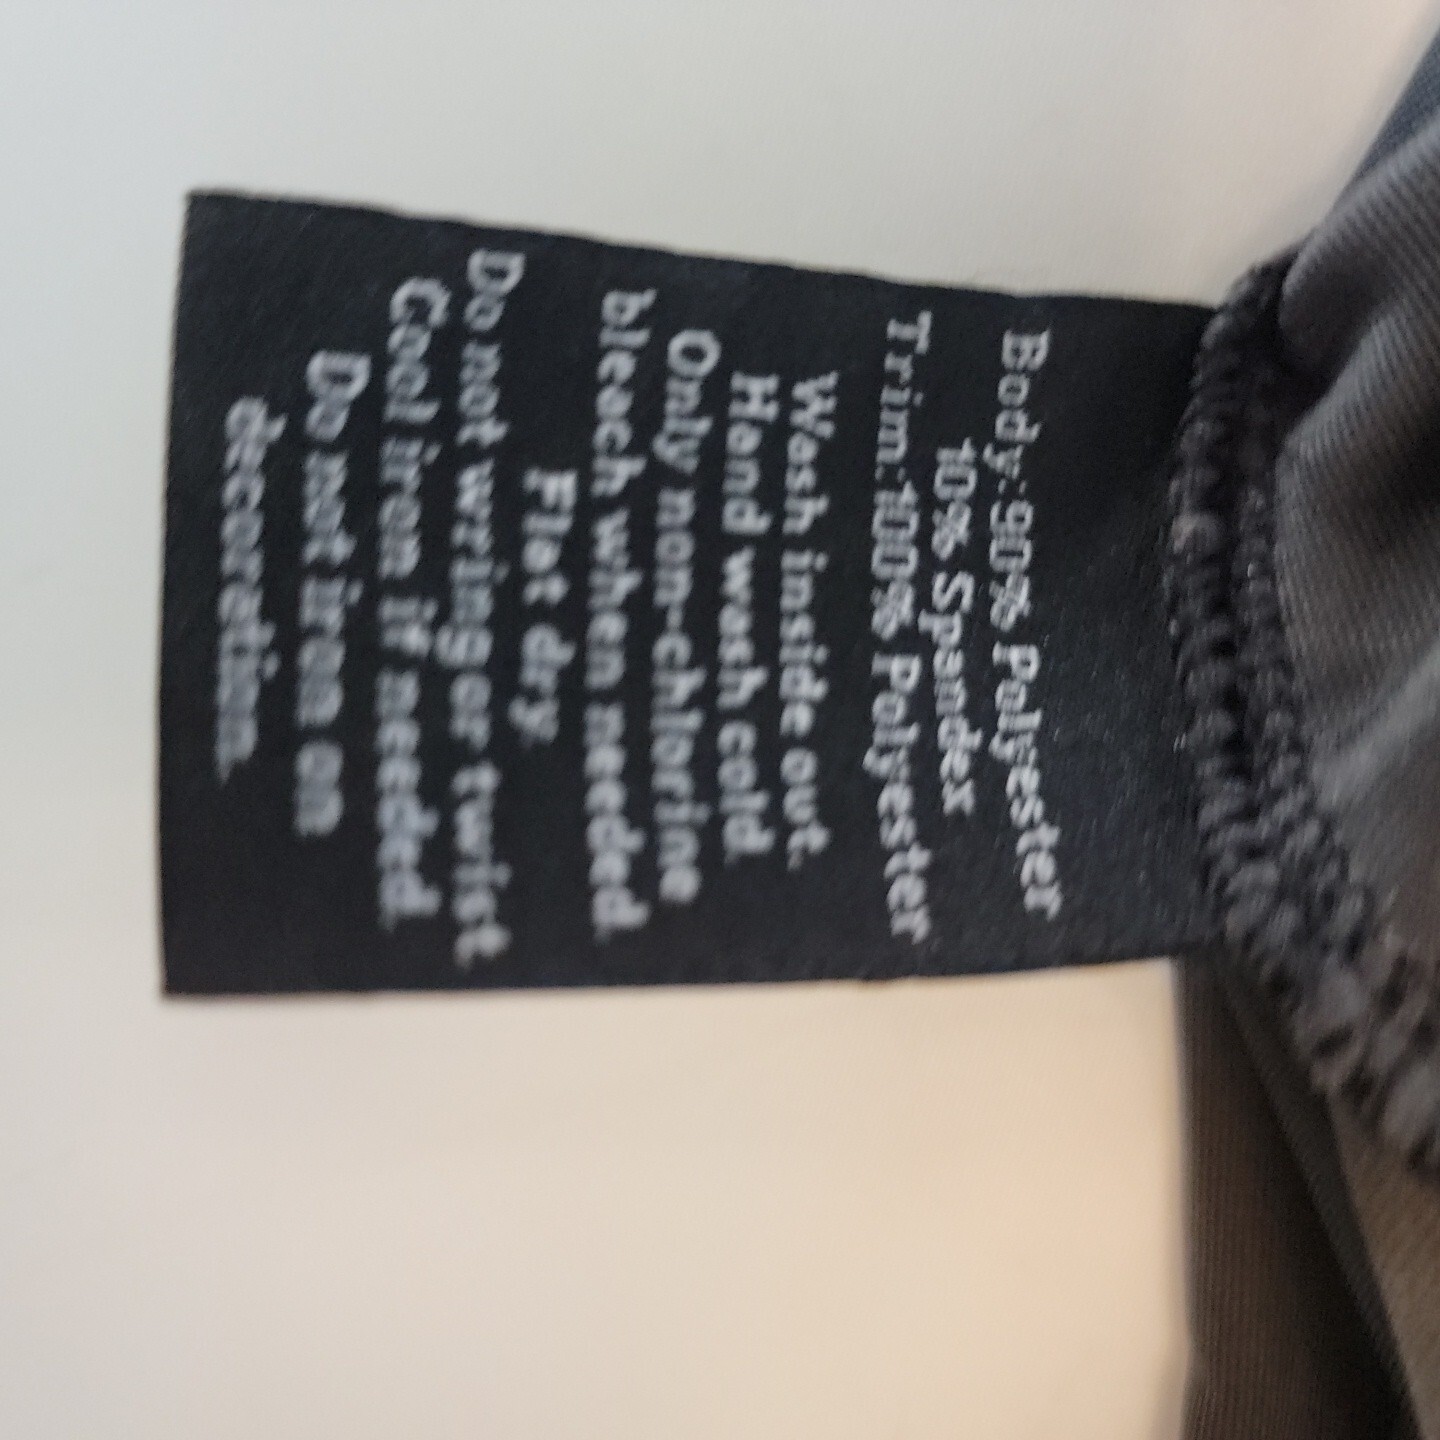 Body:90% Polyester
10% Spandex
Trim:100% Polyester
Wash inside out.
Hand wash cold.
Only non-chlorine
bleach when needed.
Flat dry.
Do not wring or twist
Cool iron if needed.
Do not iron on
decoration.